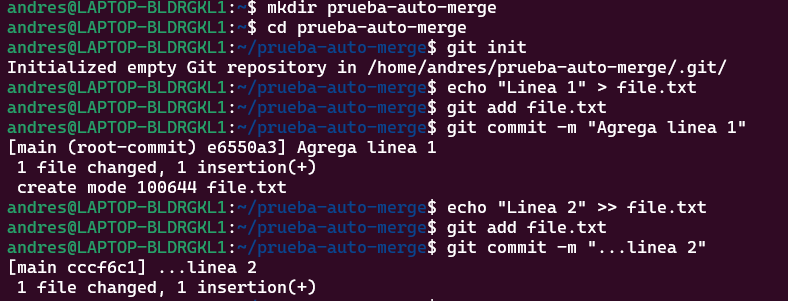 andres@LAPTOP-BLDRGKL1:~$ mkdir prueba-auto-merge
andres@LAPTOP-BLDRGKL1:~$ cd prueba-auto-merge
andres@LAPTOP-BLDRGKL1:~/prueba-auto-merge$ git init
Initialized empty Git repository in /home/andres/prueba-auto-merge/.git/
andres@LAPTOP-BLDRGKL1:~/prueba-auto-merge$ echo "Linea 1" > file.txt
andres@LAPTOP-BLDRGKL1:~/prueba-auto-merge$ git add file.txt
andres@LAPTOP-BLDRGKL1:~/prueba-auto-merge$ git commit -m "Agrega linea 1"
[main (root-commit) e6550a3] Agrega linea 1
 1 file changed, 1 insertion(+)
 create mode 100644 file.txt
andres@LAPTOP-BLDRGKL1:~/prueba-auto-merge$ echo "Linea 2" >> file.txt
andres@LAPTOP-BLDRGKL1:~/prueba-auto-merge$ git add file.txt
andres@LAPTOP-BLDRGKL1:~/prueba-auto-merge$ git commit -m "...linea 2"
[main cccf6c1] ...linea 2
 1 file changed, 1 insertion(+)